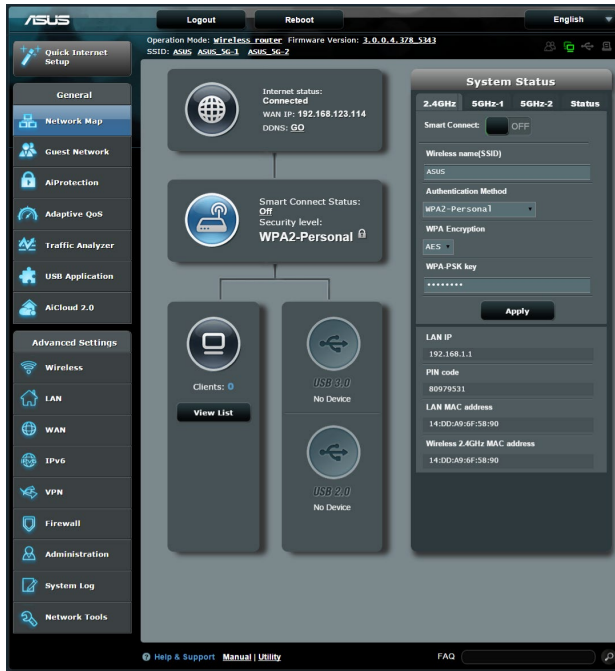 ASUS
Logout
Reboot
English
Operation Mode: Wireless router Firmware Version: 3.0.0.4.378_5343
SSID: ASUS ASUS_5G-1 ASUS_5G-2
Quick Internet
Setup
General
Network Map
Guest Network
AiProtection
Adaptive QoS
Traffic Analyzer
USB Application
AiCloud 2.0
Advanced Settings
Wireless
LAN
WAN
IPv6
VPN
Firewall
Administration
System Log
Network Tools
Internet status:
Connected
WAN IP: 192.168.123.114
DDNS: GO
Smart Connect Status:
Off
Security level:
WPA2-Personal
Clients: 0
View List
USB 3.0
No Device
USB 2.0
No Device
System Status
2.4GHz 5GHz-1 5GHz-2 Status
Smart Connect: OFF
Wireless name(SSID)
ASUS
Authentication Method
WPA2-Personal
WPA Encryption
AES
WPA-PSK key
••••••••
Apply
LAN IP
192.168.1.1
PIN code
80979531
LAN MAC address
14:DD:A9:6F:58:90
Wireless 2.4GHz MAC address
14:DD:A9:6F:58:90
Help & Support Manual | Utility
FAQ